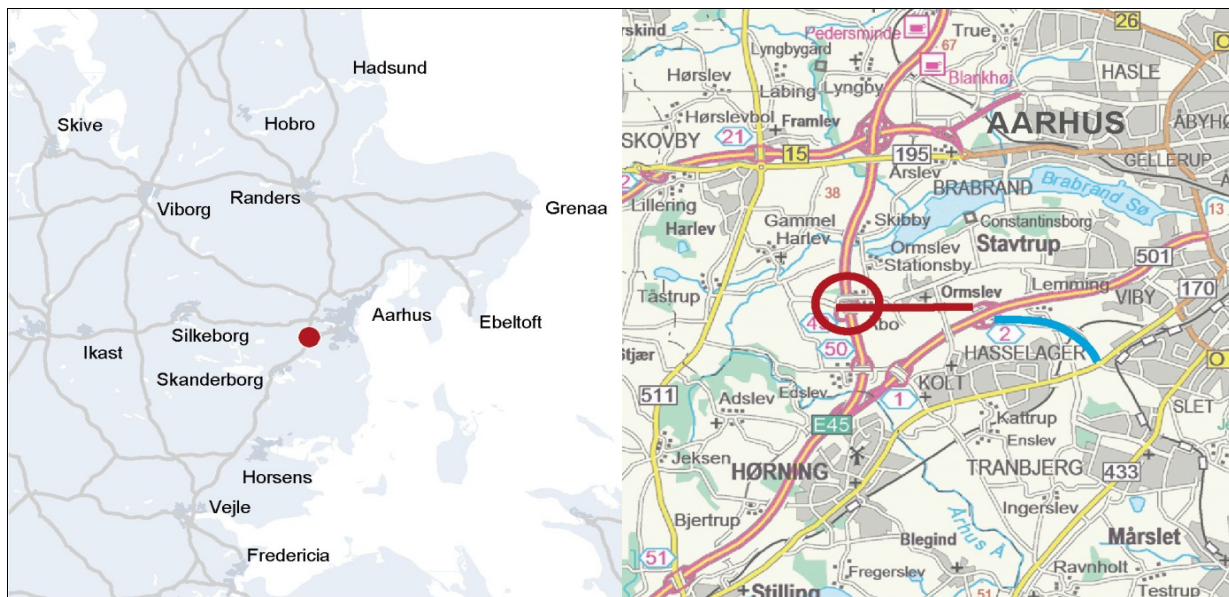 Hadsund
Skive
Hobro
Randers
Viborg
Grenaa
Aarhus
Ebeltoft
Silkeborg
Ikast
Skanderborg
Horsens
Vejle
Fredericia
Pedersminde
True
26
67
Lyngbygård
Blankhøj
HASLE
Hørslev
Labing
Lyngby
Hørslevbol
Framlev
AARHUS
SKOVBY
21
15
195
Årslev
GELLERUP
BRABRAND
Brabrand Sø
Lillering
38
Skibby
Constantinsborg
13
Gammel
Harlev
Harlev
Ormslev
Stationsby
Stavtrup
501
Tåstrup
Ormslev
Lemming
VIBY
170
50
2
HASSELAGER
511
Edslev
1
KOLT
Adslev
E45
Kattrup
Enslev
Jeksen
HØRNING
TRANBJERG
433
Ingerslev
Bjertrup
Århus Å
Mårslet
51
Blegind
Fregerslev
Ravnholt
Stilling
51
Testrup